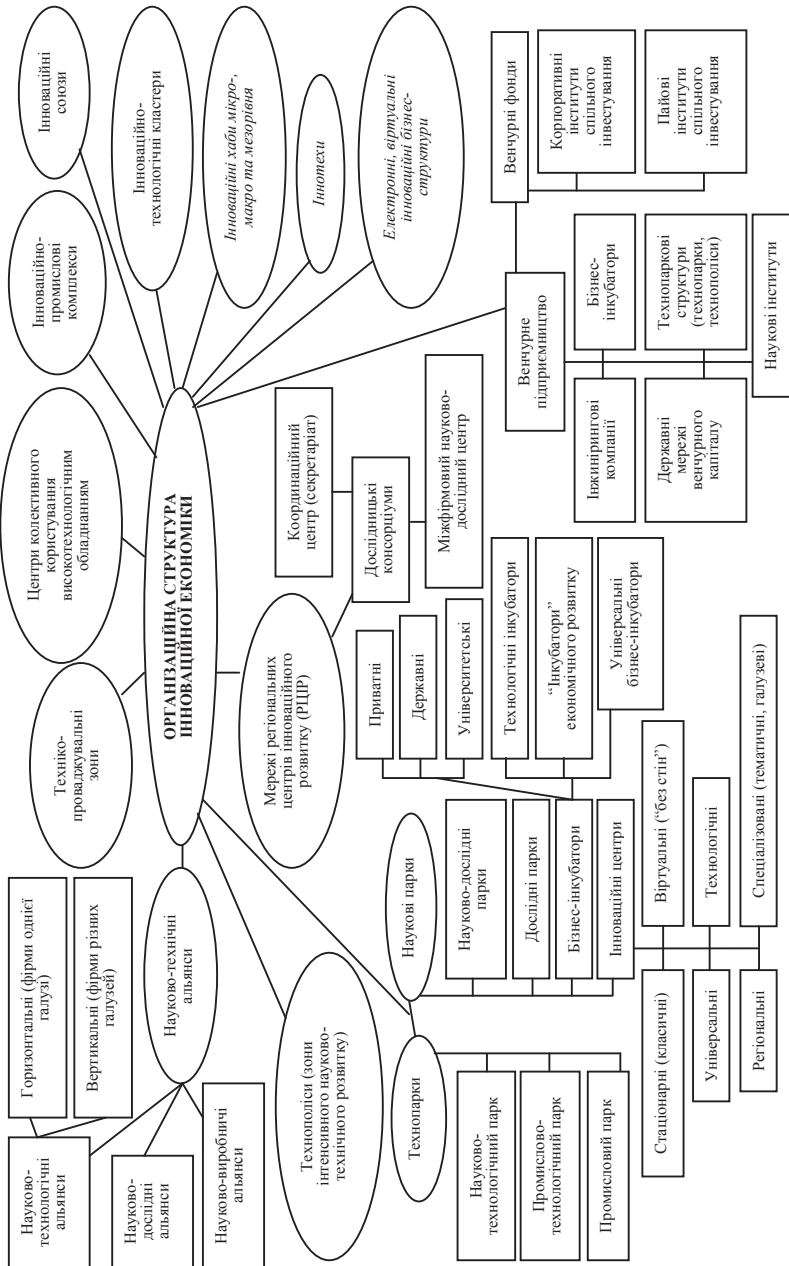 Горизонтальні (фірми однієї
галузі)
Вертикальні (фірми різних
галузей)
Науково-
технологічні
альянси
Науково-
дослідні
альянси
Науково-виробничі
альянси
Науково-технічні
альянси
Техніко-
проваджувальні
зони
Центри колективного
користування
високотехнологічним
обладнанням
Інноваційно-
промислові
комплекси
Інноваційні
союзи
Інноваційно-
технологічні кластери
Інноваційні хаби мікро-,
макро та мезорівня
Іннотехи
Електронні, віртуальні
інноваційні бізнес-
структури
ОРГАНІЗАЦІЙНА СТРУКТУРА
ІННОВАЦІЙНОЇ ЕКОНОМІКИ
Технополіси (зони
інтенсивного науково-
технічного розвитку)
Мережі регіональних
центрів інноваційного
розвитку (РЦІР)
Координаційний
центр (секретаріат)
Дослідницькі
консорціуми
Міжфірмовий науково-
дослідний центр
Технопарки
Науково-
технологічний парк
Промислово-
технологічний парк
Промисловий парк
Наукові парки
Науково-дослідні
парки
Дослідні парки
Бізнес-інкубатори
Інноваційні центри
Приватні
Державні
Університетські
Технологічні інкубатори
“Інкубатори”
економічного розвитку
Універсальні
бізнес-інкубатори
Стаціонарні (класичні)
Віртуальні (“без стін”)
Універсальні
Технологічні
Регіональні
Спеціалізовані (тематичні, галузеві)
Венчурне
підприємництво
Венчурні фонди
Корпоративні
інститути
спільного
інвестування
Пайові
інститути
спільного
інвестування
Інжинірингові
компанії
Бізнес-
інкубатори
Державні
мережі
венчурного
капіталу
Технопаркові
структури
(технопарки,
технополіси)
Наукові інститути